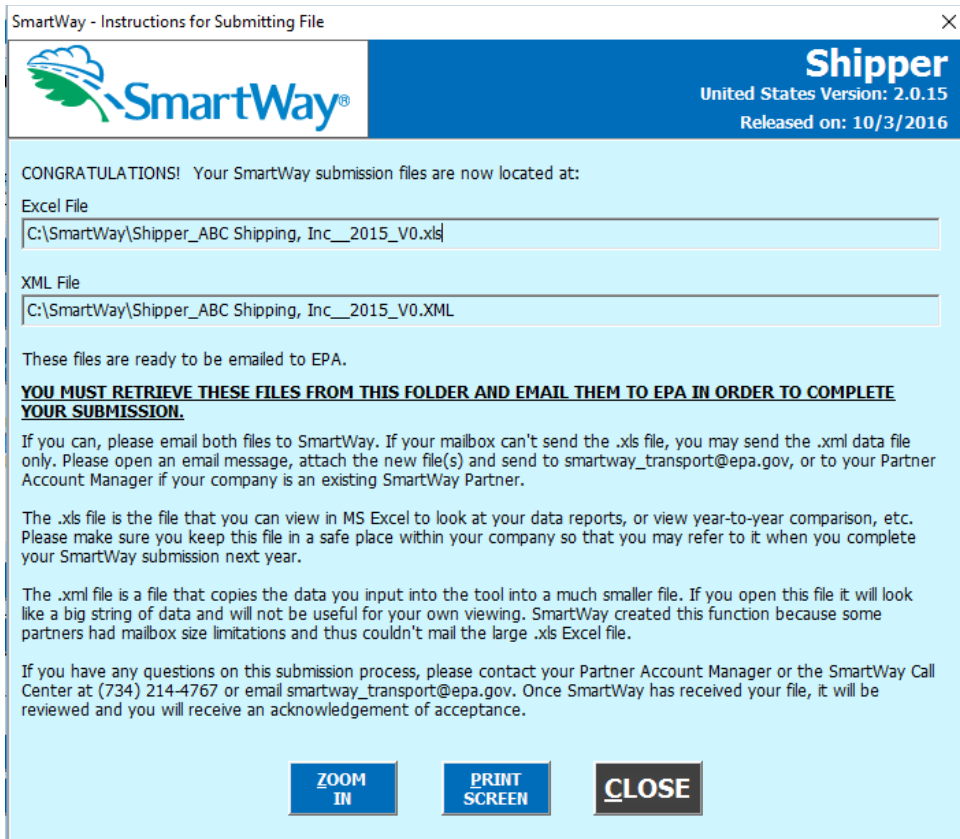 SmartWay - Instructions for Submitting File
SmartWay®
Shipper
United States Version: 2.0.15
Released on: 10/3/2016
CONGRATULATIONS!  Your SmartWay submission files are now located at:
Excel File
C:\SmartWay\Shipper_ABC Shipping, Inc__2015_V0.xls
XML File
C:\SmartWay\Shipper_ABC Shipping, Inc__2015_V0.XML
These files are ready to be emailed to EPA.
YOU MUST RETRIEVE THESE FILES FROM THIS FOLDER AND EMAIL THEM TO EPA IN ORDER TO COMPLETE
YOUR SUBMISSION.
If you can, please email both files to SmartWay. If your mailbox can't send the .xls file, you may send the .xml data file
only. Please open an email message, attach the new file(s) and send to smartway_transport@epa.gov, or to your Partner
Account Manager if your company is an existing SmartWay Partner.
The .xls file is the file that you can view in MS Excel to look at your data reports, or view year-to-year comparison, etc.
Please make sure you keep this file in a safe place within your company so that you may refer to it when you complete
your SmartWay submission next year.
The .xml file is a file that copies the data you input into the tool into a much smaller file. If you open this file it will look
like a big string of data and will not be useful for your own viewing. SmartWay created this function because some
partners had mailbox size limitations and thus couldn't mail the large .xls Excel file.
If you have any questions on this submission process, please contact your Partner Account Manager or the SmartWay Call
Center at (734) 214-4767 or email smartway_transport@epa.gov. Once SmartWay has received your file, it will be
reviewed and you will receive an acknowledgement of acceptance.
ZOOM
IN
PRINT
SCREEN
CLOSE